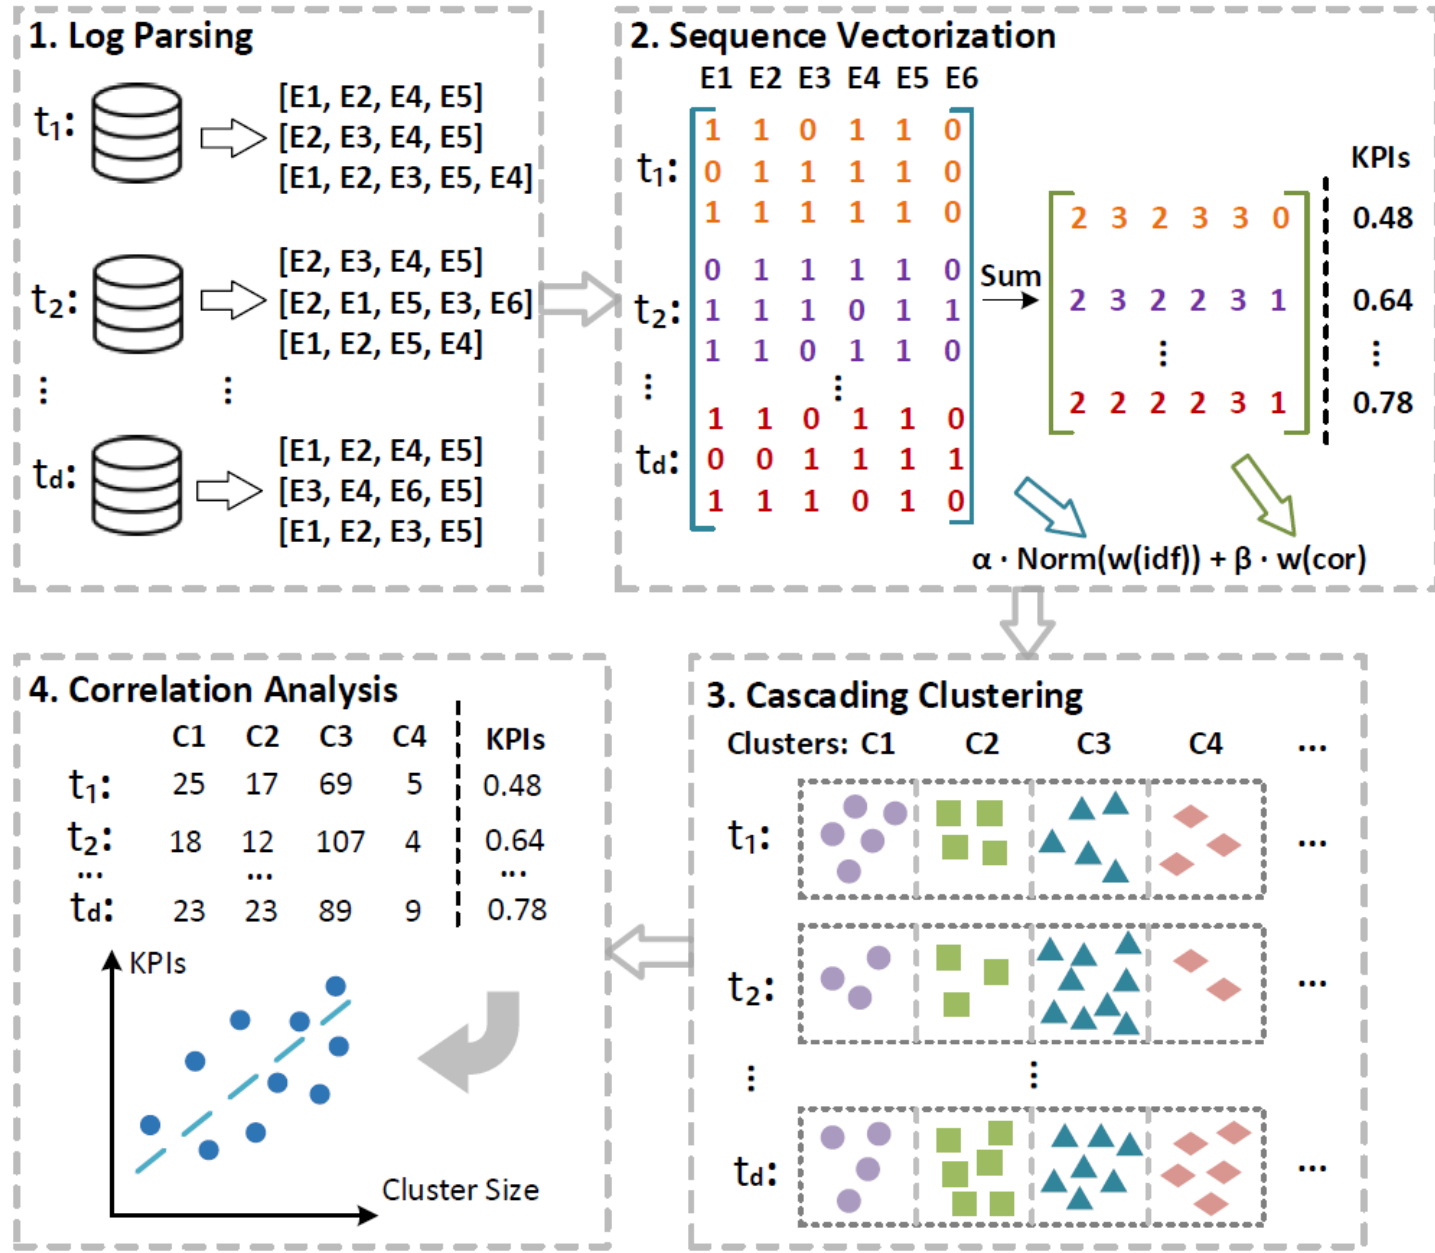 1. Log Parsing
t1:
[E1, E2, E4, E5]
[E2, E3, E4, E5]
[E1, E2, E3, E5, E4]
t2:
[E2, E3, E4, E5]
[E2, E1, E5, E3, E6]
[E1, E2, E5, E4]
⋮ ⋮
td:
[E1, E2, E4, E5]
[E3, E4, E6, E5]
[E1, E2, E3, E5]
2. Sequence Vectorization
E1 E2 E3 E4 E5 E6
t1:
1 1 0 1 1 0
0 1 1 1 1 0
1 1 1 1 1 0
t2:
0 1 1 1 1 0
1 1 1 0 1 1
1 1 0 1 1 0
⋮ ⋮
td:
1 1 0 1 1 0
0 0 1 1 1 1
1 1 1 0 1 0
Sum
KPIs
2 3 2 3 3 0 0.48
2 3 2 2 3 1 0.64
⋮ ⋮
2 2 2 2 3 1 0.78
α · Norm(w(idf)) + β · w(cor)
3. Cascading Clustering
Clusters: C1 C2 C3 C4 ...
t1: ...
t2: ...
⋮ ⋮
td: ...
4. Correlation Analysis
C1 C2 C3 C4 KPIs
t1: 25 17 69 5 0.48
t2: 18 12 107 4 0.64
... ... ...
td: 23 23 89 9 0.78
KPIs
Cluster Size